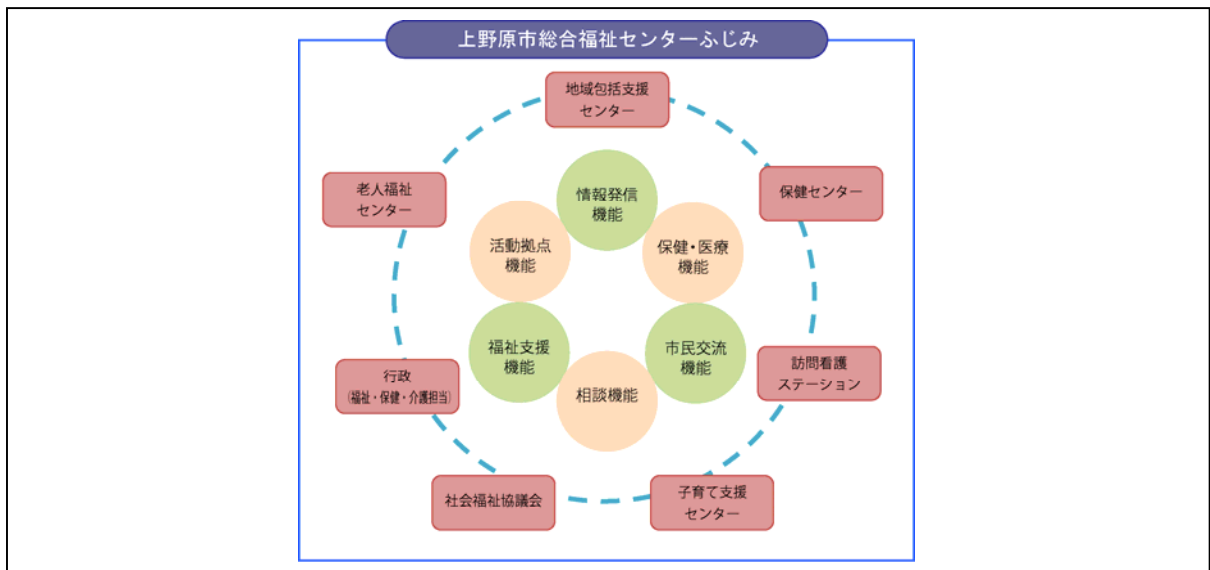 上野原市総合福祉センターふじみ
地域包括支援
センター
老人福祉
センター
保健センター
情報発信
機能
活動拠点
機能
保健・医療
機能
福祉支援
機能
市民交流
機能
相談機能
行政
(福祉・保健・介護担当)
訪問看護
ステーション
社会福祉協議会
子育て支援
センター